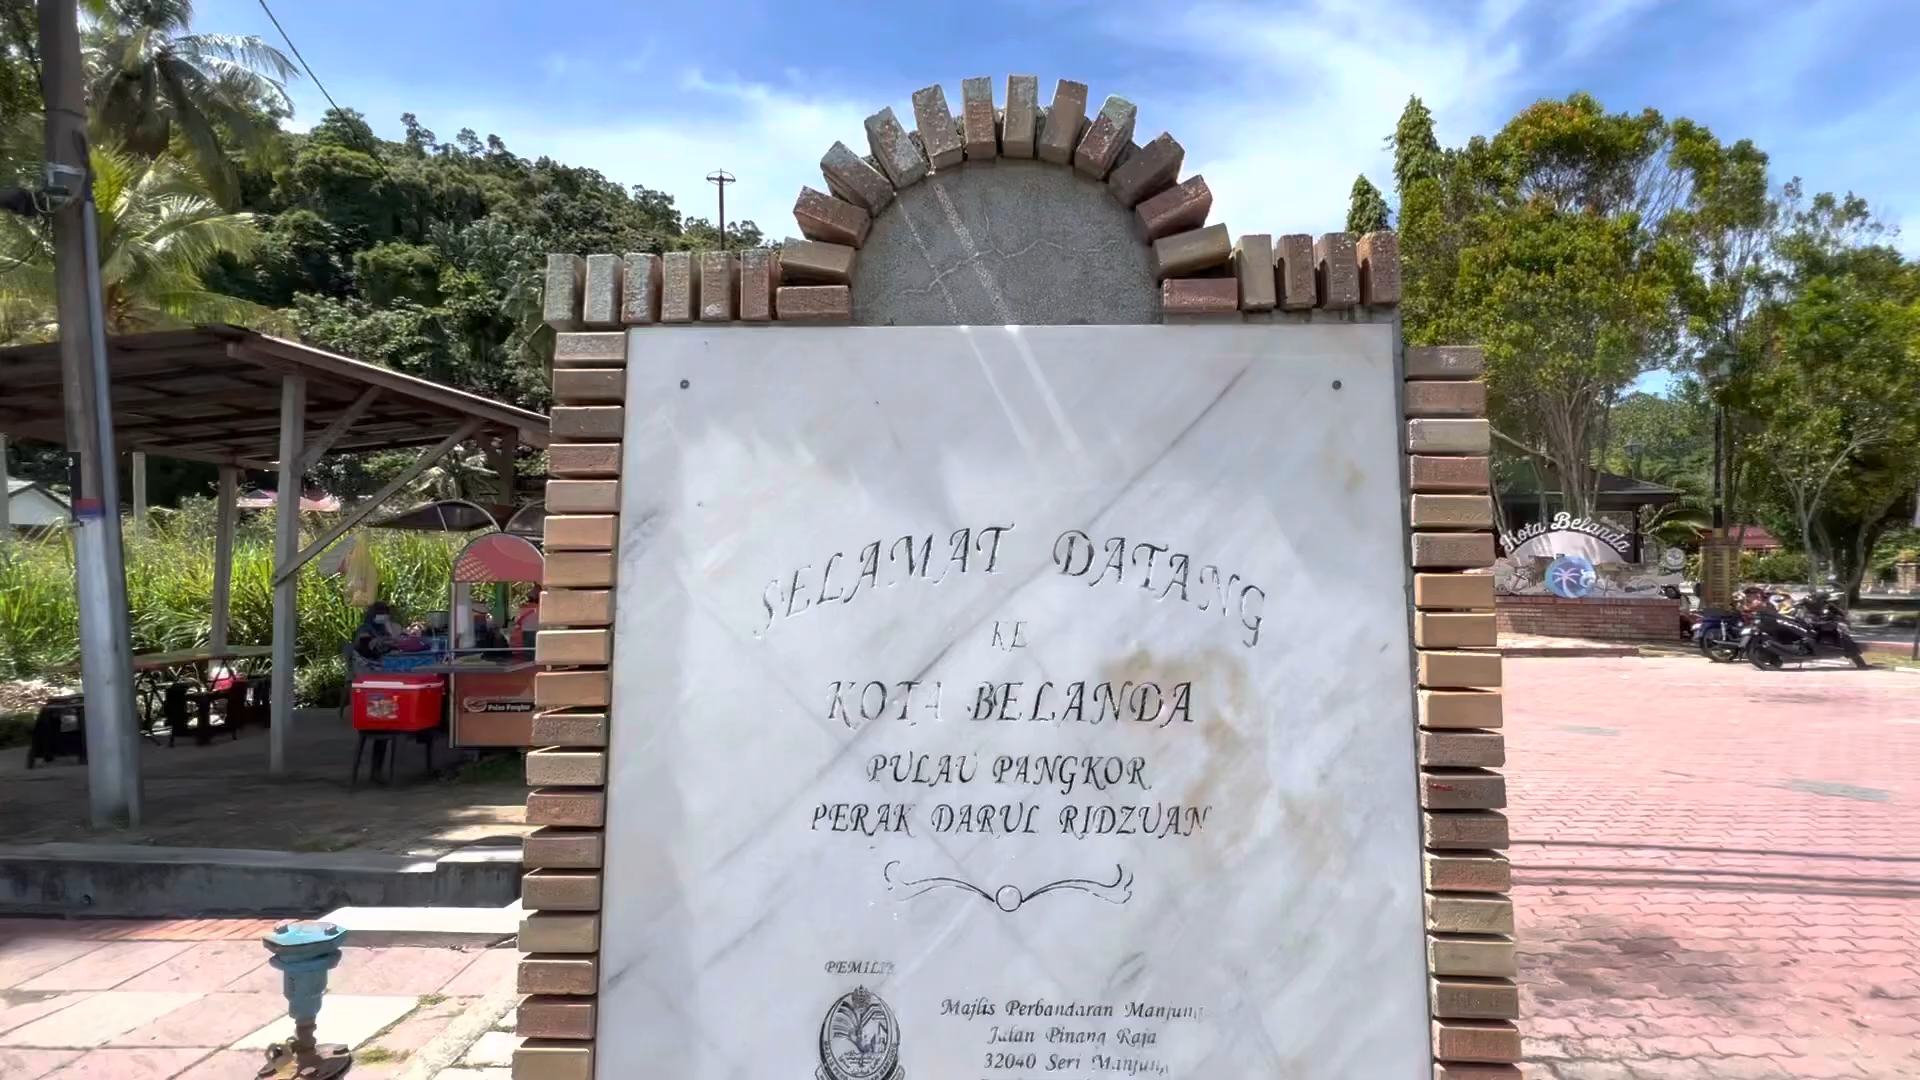 SELAMAT DATANG
KE
KOTA BELANDA
PULAU PANGKOR
PERAK DARUL RIDZUAN
PEMILIK
Majlis Perbandaran Manjung
Jalan Pinang Raja
32040 Seri Manjung
Kota Belanda
Pulau Pangkor